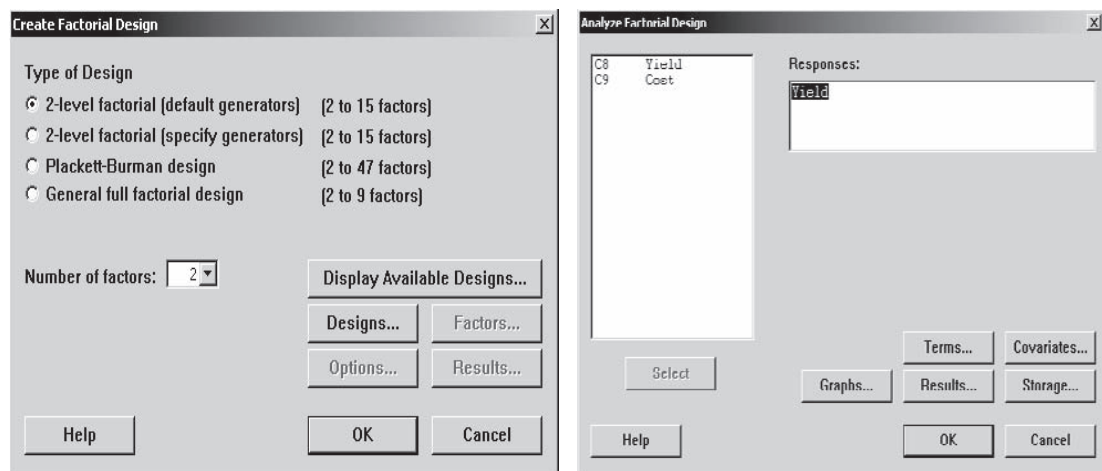 Create Factorial Design
Type of Design
2-level factorial (default generators) (2 to 15 factors)
2-level factorial (specify generators) (2 to 15 factors)
Plackett-Burman design (2 to 47 factors)
General full factorial design (2 to 9 factors)
Number of factors: 2
Display Available Designs...
Designs... Factors...
Options... Results...
Help OK Cancel
Analyze Factorial Design
C8 Yield
C9 Cost
Responses:
Yield
Select
Terms... Covariates...
Graphs... Results... Storage...
Help OK Cancel